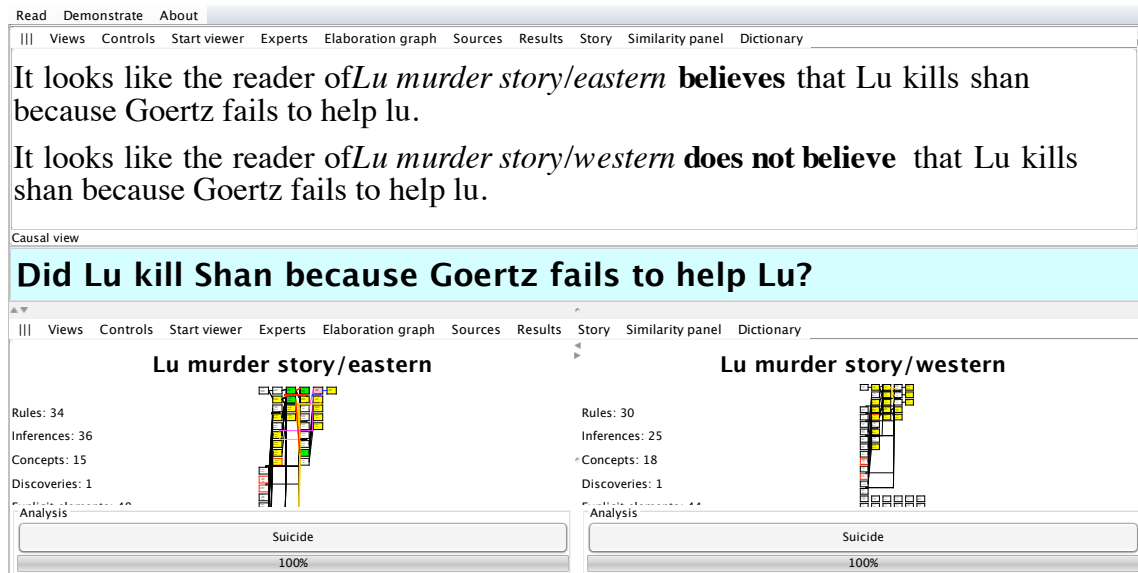 Read Demonstrate About
||| Views Controls Start viewer Experts Elaboration graph Sources Results Story Similarity panel Dictionary
It looks like the reader ofLu murder story/eastern believes that Lu kills shan
because Goertz fails to help lu.
It looks like the reader ofLu murder story/western does not believe that Lu kills
shan because Goertz fails to help lu.
Causal view
Did Lu kill Shan because Goertz fails to help Lu?
||| Views Controls Start viewer Experts Elaboration graph Sources Results Story Similarity panel Dictionary
Lu murder story/eastern
Rules: 34
Inferences: 36
Concepts: 15
Discoveries: 1
Analysis
Suicide
100%
Lu murder story/western
Rules: 30
Inferences: 25
Concepts: 18
Discoveries: 1
Analysis
Suicide
100%